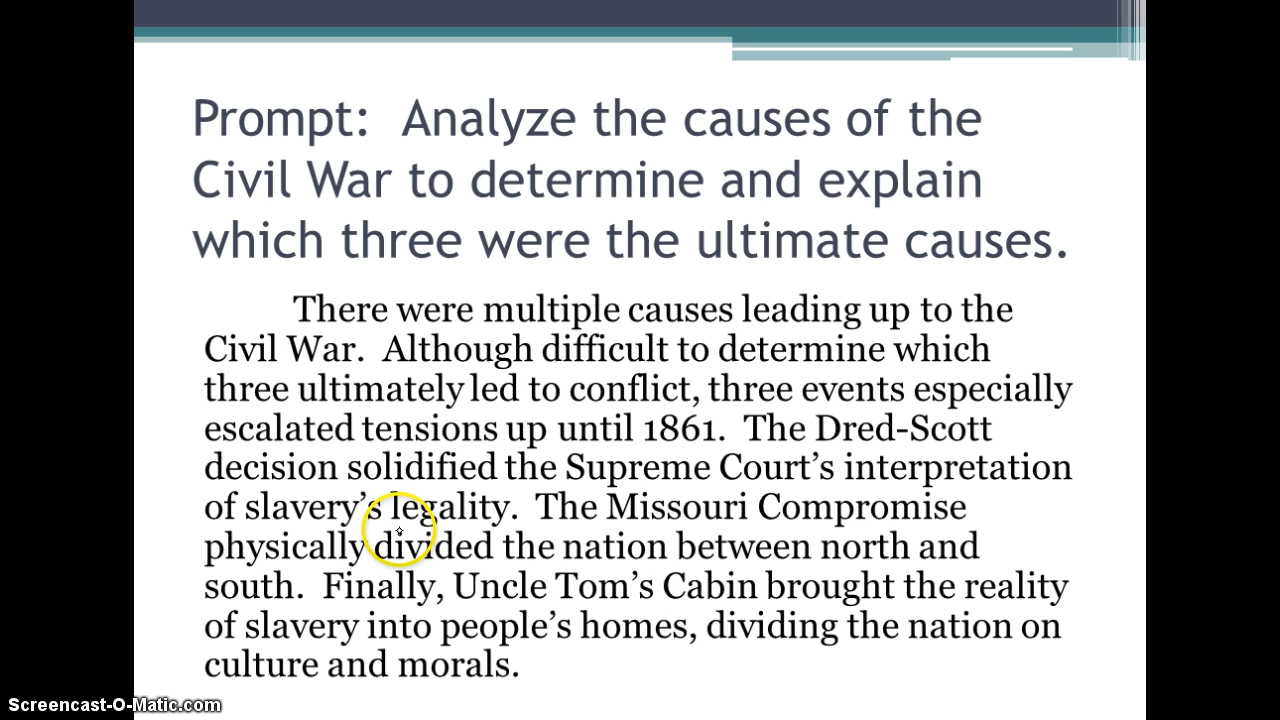 Prompt: Analyze the causes of the
Civil War to determine and explain
which three were the ultimate causes.
There were multiple causes leading up to the
Civil War. Although difficult to determine which
three ultimately led to conflict, three events especially
escalated tensions up until 1861. The Dred-Scott
decision solidified the Supreme Court’s interpretation
of slavery’s legality. The Missouri Compromise
physically divided the nation between north and
south. Finally, Uncle Tom’s Cabin brought the reality
of slavery into people’s homes, dividing the nation on
culture and morals.
Screencast-O-Matic.com